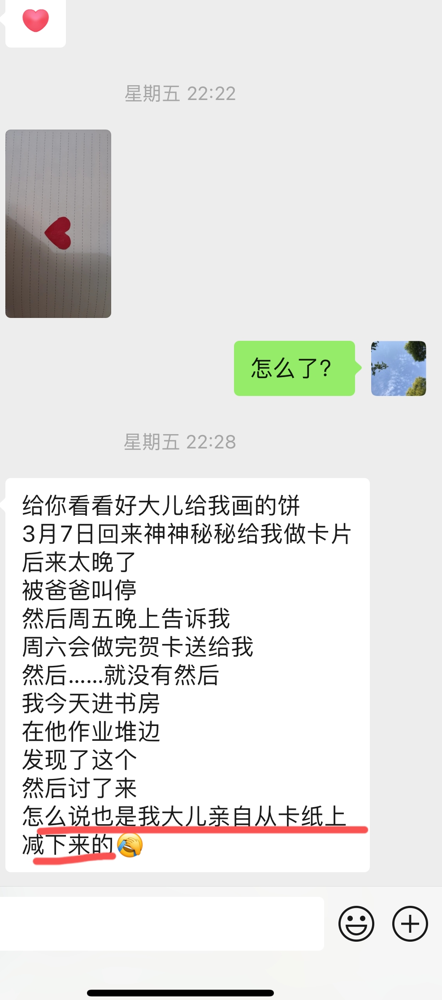 星期五 22:22
怎么了?
星期五 22:28
给你看看好大儿给我画的饼
3月7日回来神神秘秘给我做卡片
后来太晚了
被爸爸叫停
然后周五晚上告诉我
周六会做完贺卡送给我
然后……就没有然后
我今天进书房
在他作业堆边
发现了这个
然后讨了来
怎么说也是我大儿亲自从卡纸上
减下来的